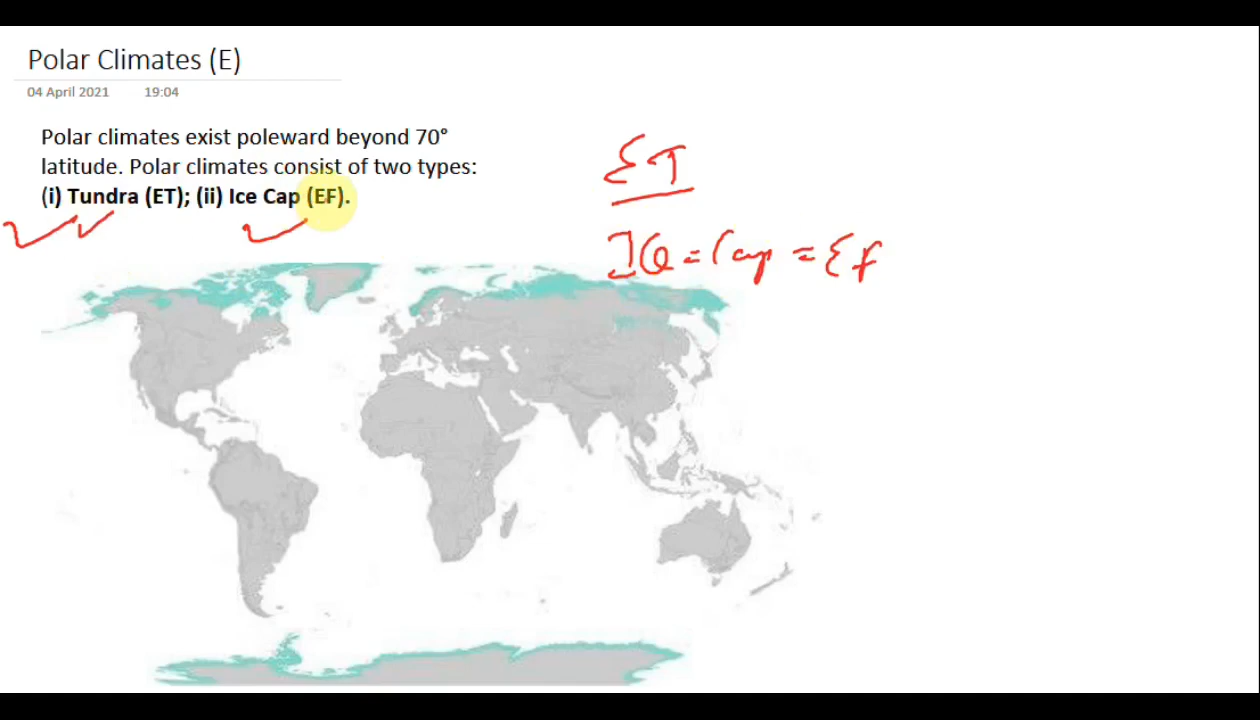 Polar Climates (E)
04 April 2021 19:04
Polar climates exist poleward beyond 70°
latitude. Polar climates consist of two types:
(i) Tundra (ET); (ii) Ice Cap (EF).
ET
= Cap = Ef